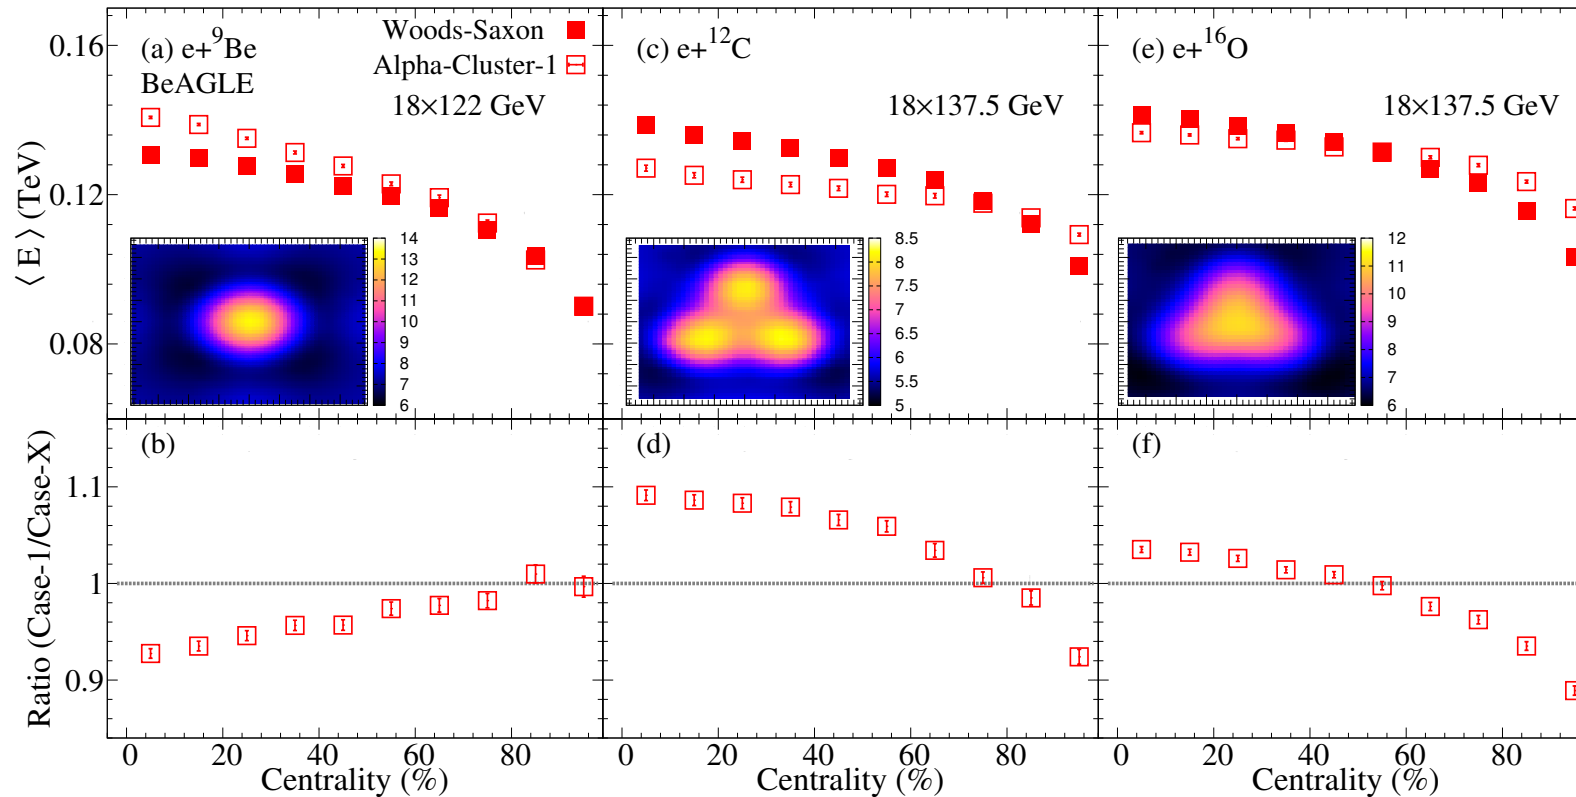 (a) e+⁹Be
BeAGLE
Woods-Saxon
Alpha-Cluster-1
18×122 GeV
(c) e+¹²C
18×137.5 GeV
(e) e+¹⁶O
18×137.5 GeV
⟨ E ⟩ (TeV)
0.16
0.12
0.08
14
13
12
11
10
9
8
7
6
8.5
8
7.5
7
6.5
6
5.5
5
12
11
10
9
8
7
6
(b)
(d)
(f)
Ratio (Case-1/Case-X)
1.1
1
0.9
0 20 40 60 80
0 20 40 60 80
0 20 40 60 80
Centrality (%)
Centrality (%)
Centrality (%)